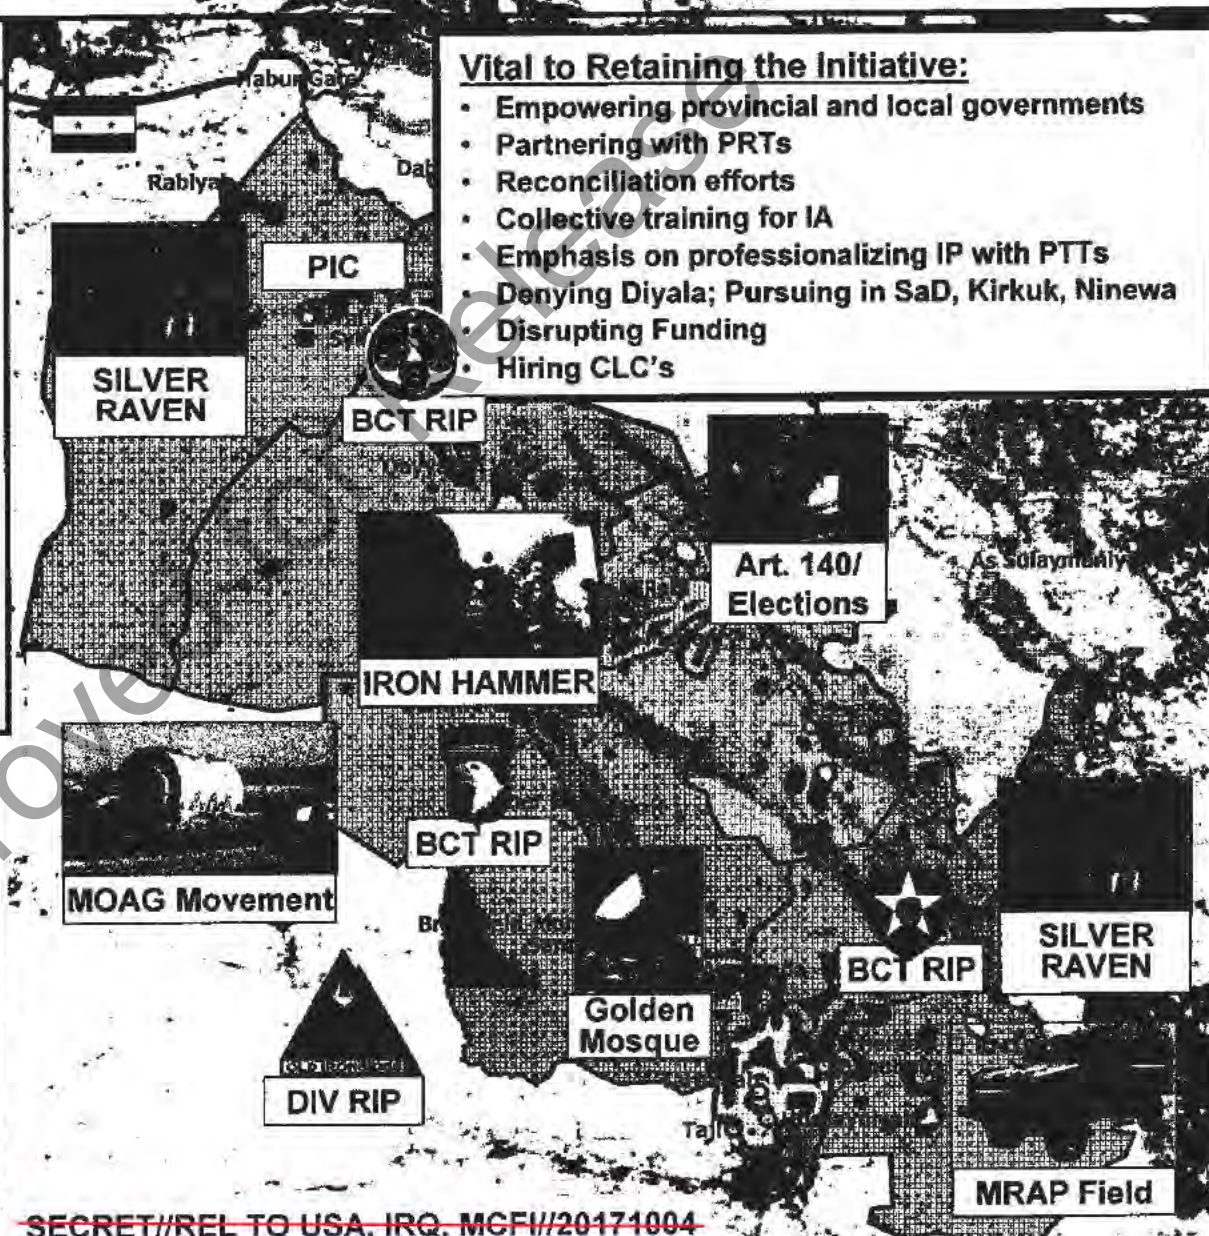 Vital to Retaining the Initiative:
• Empowering provincial and local governments
• Partnering with PRTs
• Reconciliation efforts
• Collective training for IA
• Emphasis on professionalizing IP with PTTs
• Denying Diyala; Pursuing in SaD, Kirkuk, Ninewa
• Disrupting Funding
• Hiring CLC's
Habur Gate
Rabiyah
PIC
SILVER
RAVEN
BCT RIP
Art. 140/
Elections
IRON HAMMER
MOAG Movement
BCT RIP
Golden
Mosque
BCT RIP
SILVER
RAVEN
DIV RIP
Taji
MRAP Field
SECRET//REL TO USA, IRQ, MCFI//20171004
Release